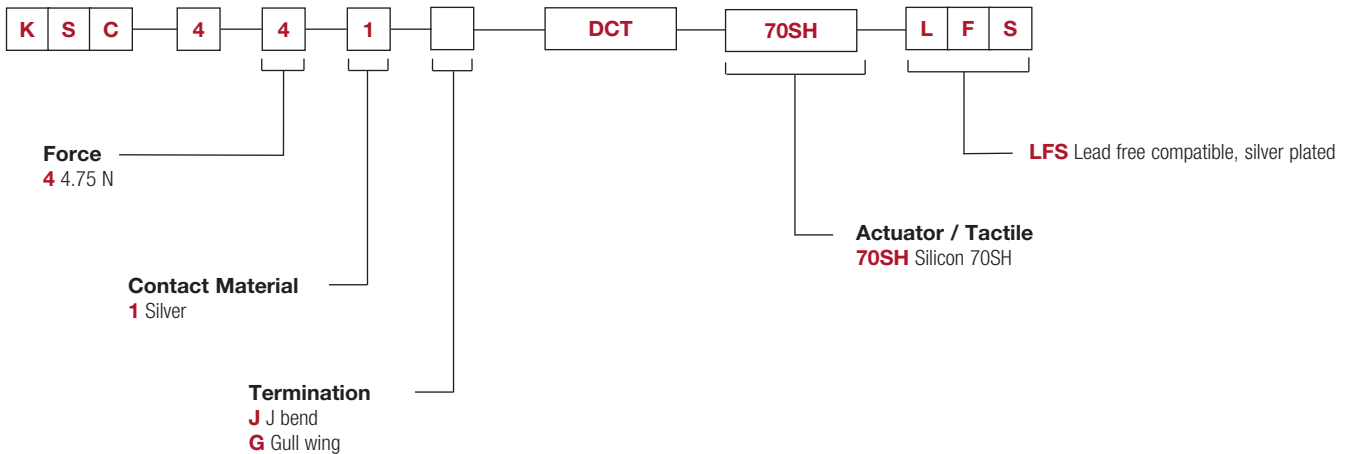 K S C 4 4 1 DCT 70SH L F S
Force
4 4.75 N
LFS Lead free compatible, silver plated
Actuator / Tactile
70SH Silicon 70SH
Contact Material
1 Silver
Termination
J J bend
G Gull wing